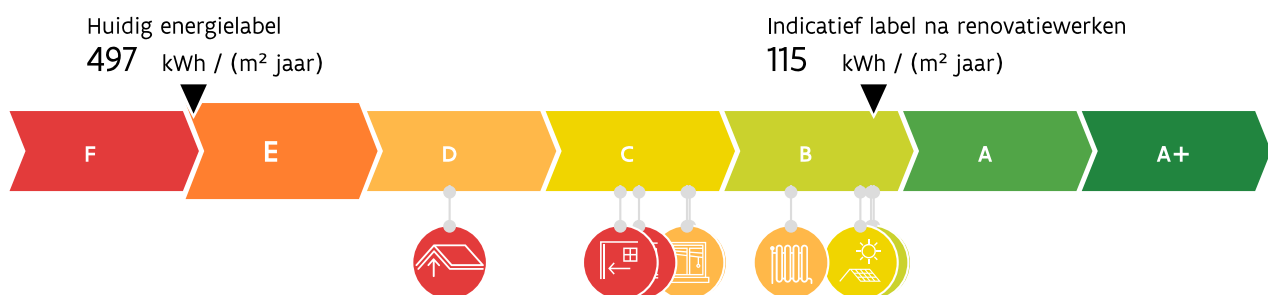 Huidig energielabel
497 kWh / (m² jaar)
Indicatief label na renovatiewerken
115 kWh / (m² jaar)
F E D C B A A+